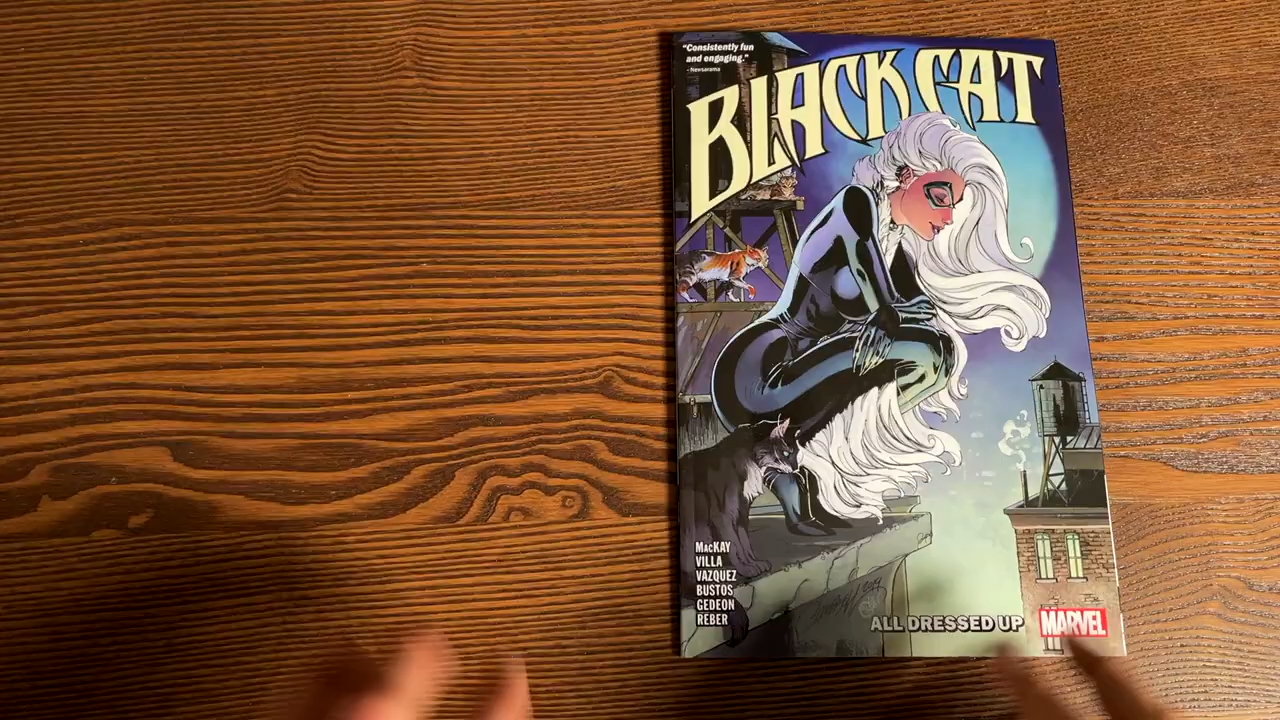 "Consistently fun
and engaging."
- Newsarama
BLACK CAT
MacKAY
VILLA
VAZQUEZ
BUSTOS
GEDEON
REBER
ALL DRESSED UP
MARVEL